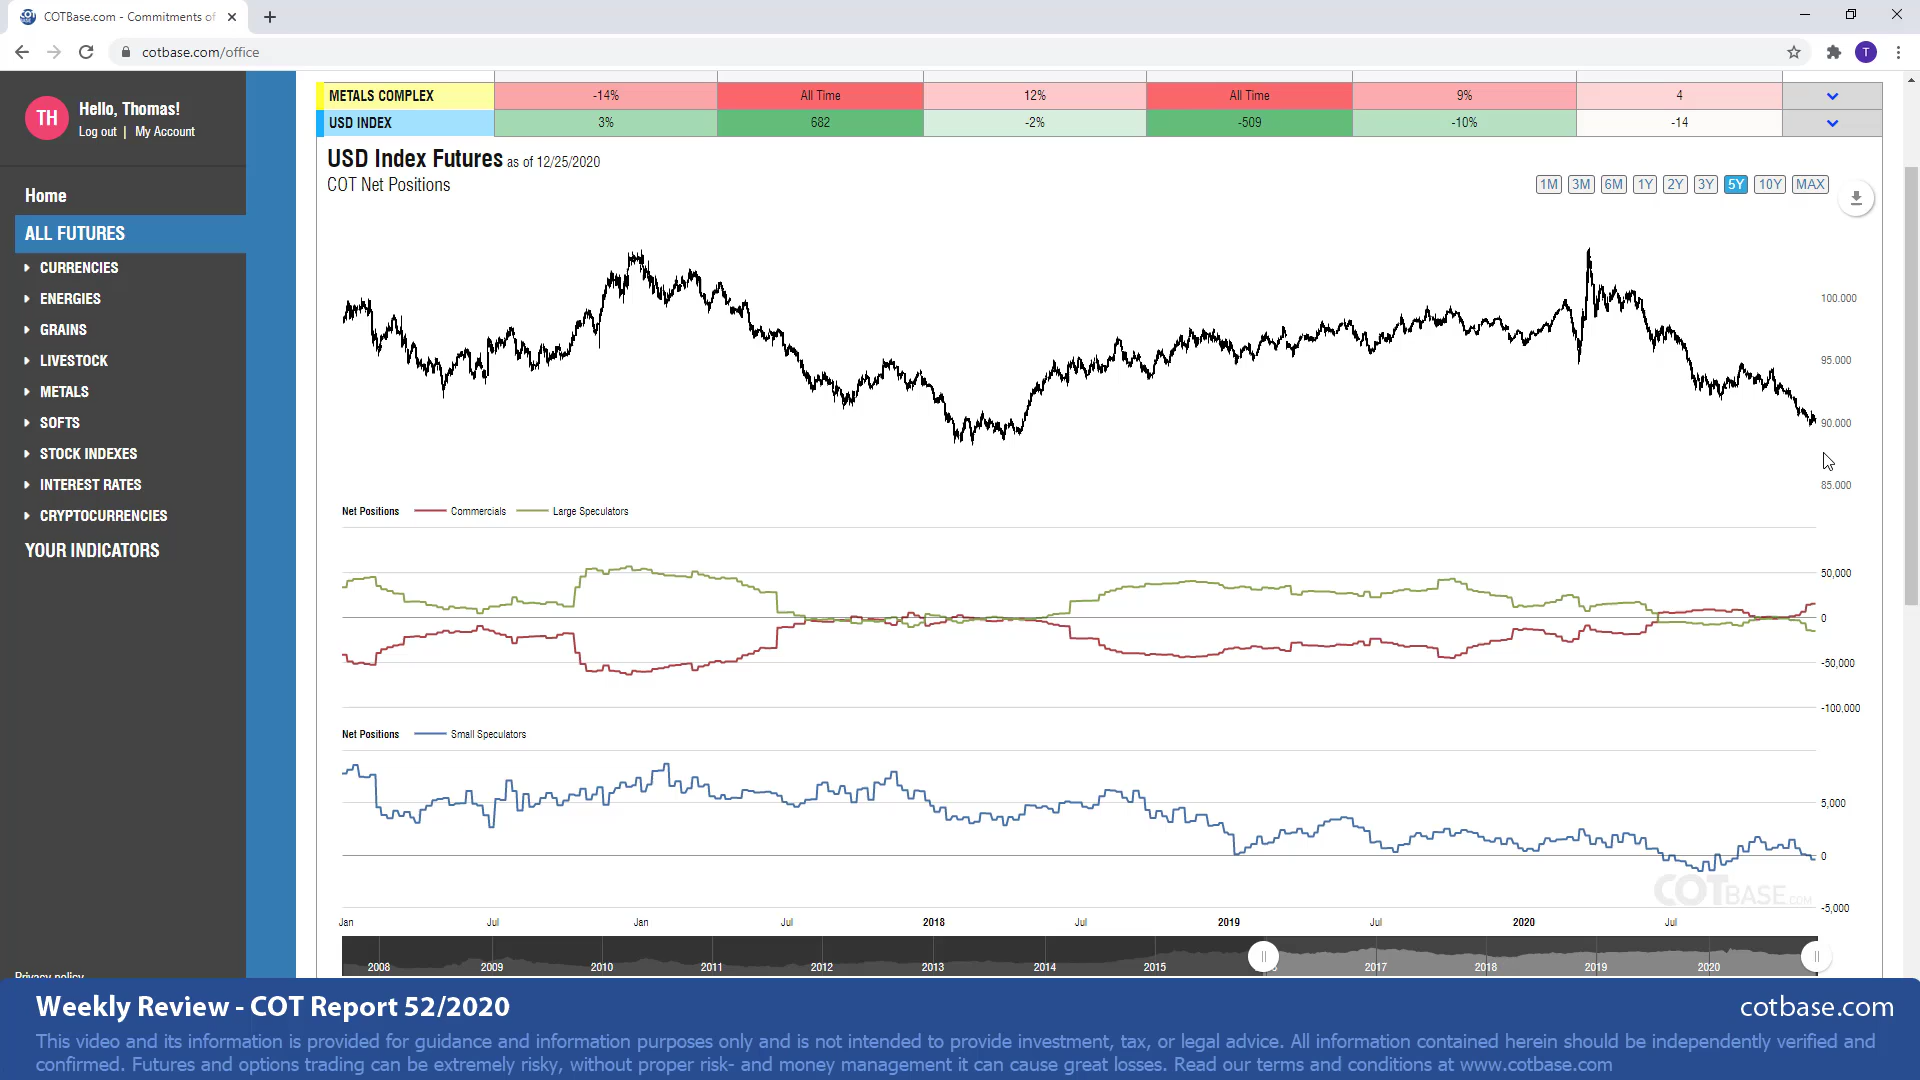 COTBase.com - Commitments of
cotbase.com/office
T
TH
Hello, Thomas!
Log out | My Account
Home
ALL FUTURES
CURRENCIES
ENERGIES
GRAINS
LIVESTOCK
METALS
SOFTS
STOCK INDEXES
INTEREST RATES
CRYPTOCURRENCIES
YOUR INDICATORS
Privacy policy
METALS COMPLEX -14% All Time 12% All Time 9% 4
USD INDEX 3% 682 -2% -509 -10% -14
USD Index Futures as of 12/25/2020
COT Net Positions
1M 3M 6M 1Y 2Y 3Y 5Y 10Y MAX
100.000
95.000
90.000
85.000
Net Positions Commercials Large Speculators
50,000
0
-50,000
-100,000
Net Positions Small Speculators
5,000
0
COTBASE.COM
-5,000
Jan Jul Jan Jul 2018 Jul 2019 Jul 2020 Jul
2008 2009 2010 2011 2012 2013 2014 2015 2017 2018 2019 2020
Weekly Review - COT Report 52/2020
cotbase.com
This video and its information is provided for guidance and information purposes only and is not intended to provide investment, tax, or legal advice. All information contained herein should be independently verified and
confirmed. Futures and options trading can be extremely risky, without proper risk- and money management it can cause great losses. Read our terms and conditions at www.cotbase.com